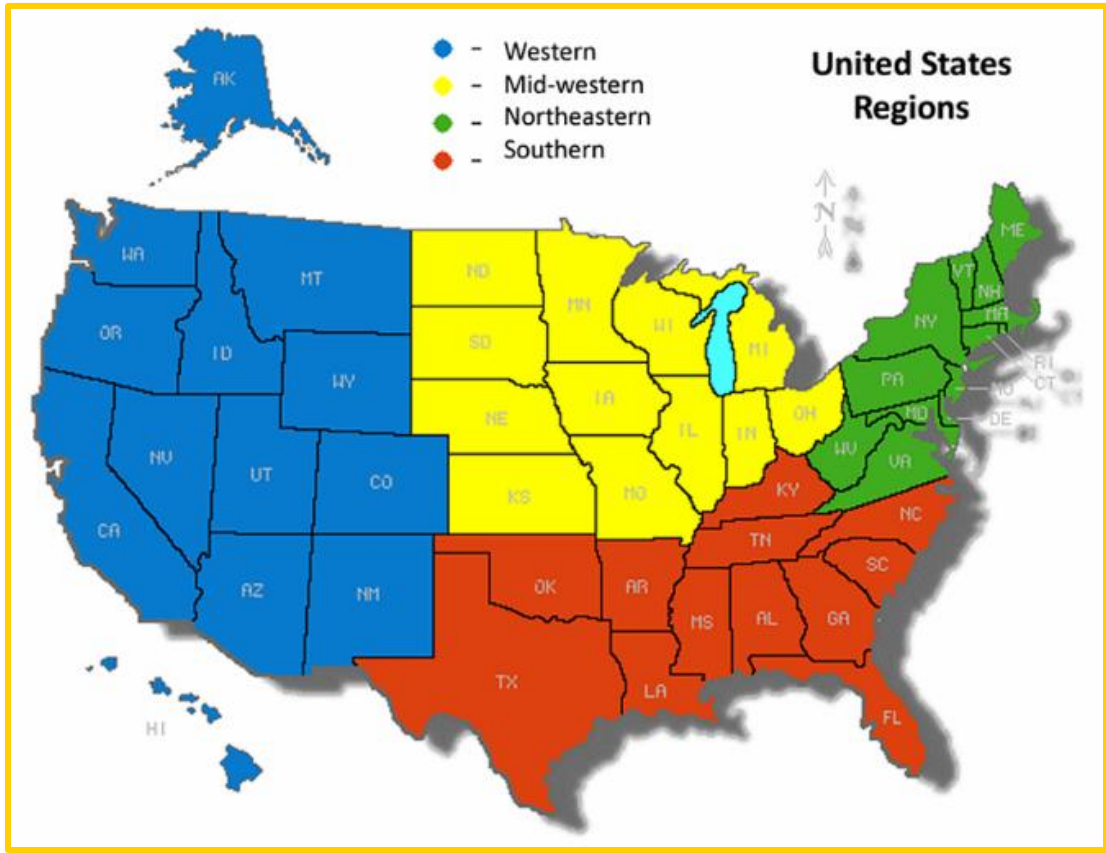 AK
- Western
- Mid-western
- Northeastern
- Southern
United States
Regions
N
WA
MT
ND
MN
ME
VT
NH
OR
ID
SD
WI
MI
NY
MA
WY
RI
CT
PA
MJ
NE
IA
IL
IN
OH
MD
DE
NV
UT
CO
KS
MO
WV
VA
KY
CA
NC
TN
AZ
NM
OK
AR
SC
MS
AL
GA
TX
LA
FL
HI